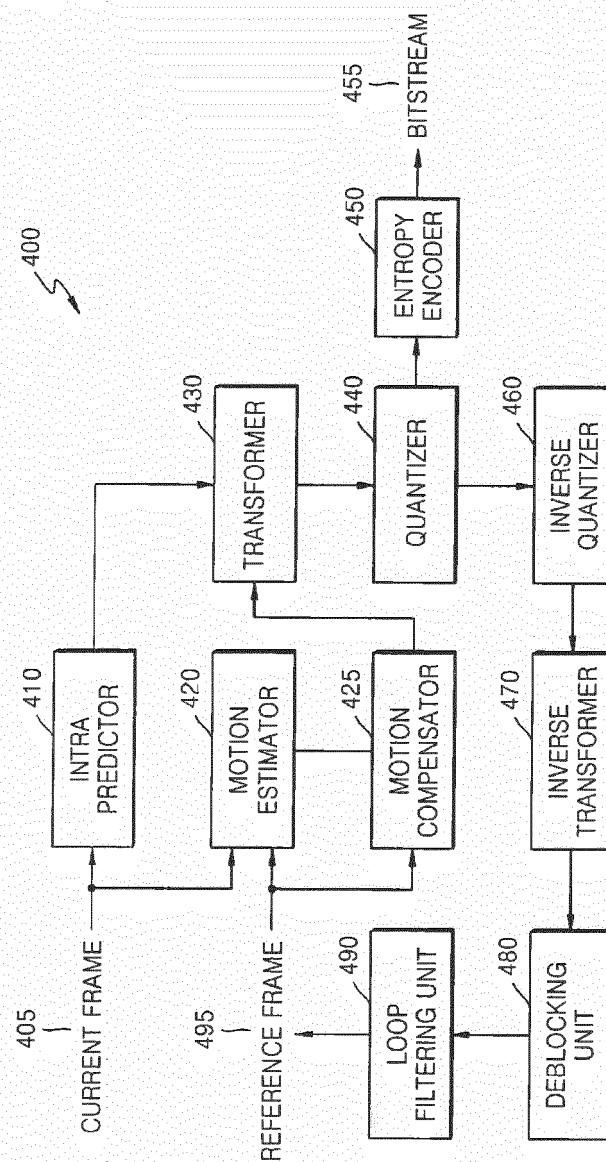 400
405
CURRENT FRAME
410
INTRA
PREDICTOR
495
REFERENCE FRAME
420
MOTION
ESTIMATOR
430
TRANSFORMER
490
LOOP
FILTERING UNIT
425
MOTION
COMPENSATOR
440
QUANTIZER
450
ENTROPY
ENCODER
455
BITSTREAM
480
DEBLOCKING
UNIT
470
INVERSE
TRANSFORMER
460
INVERSE
QUANTIZER